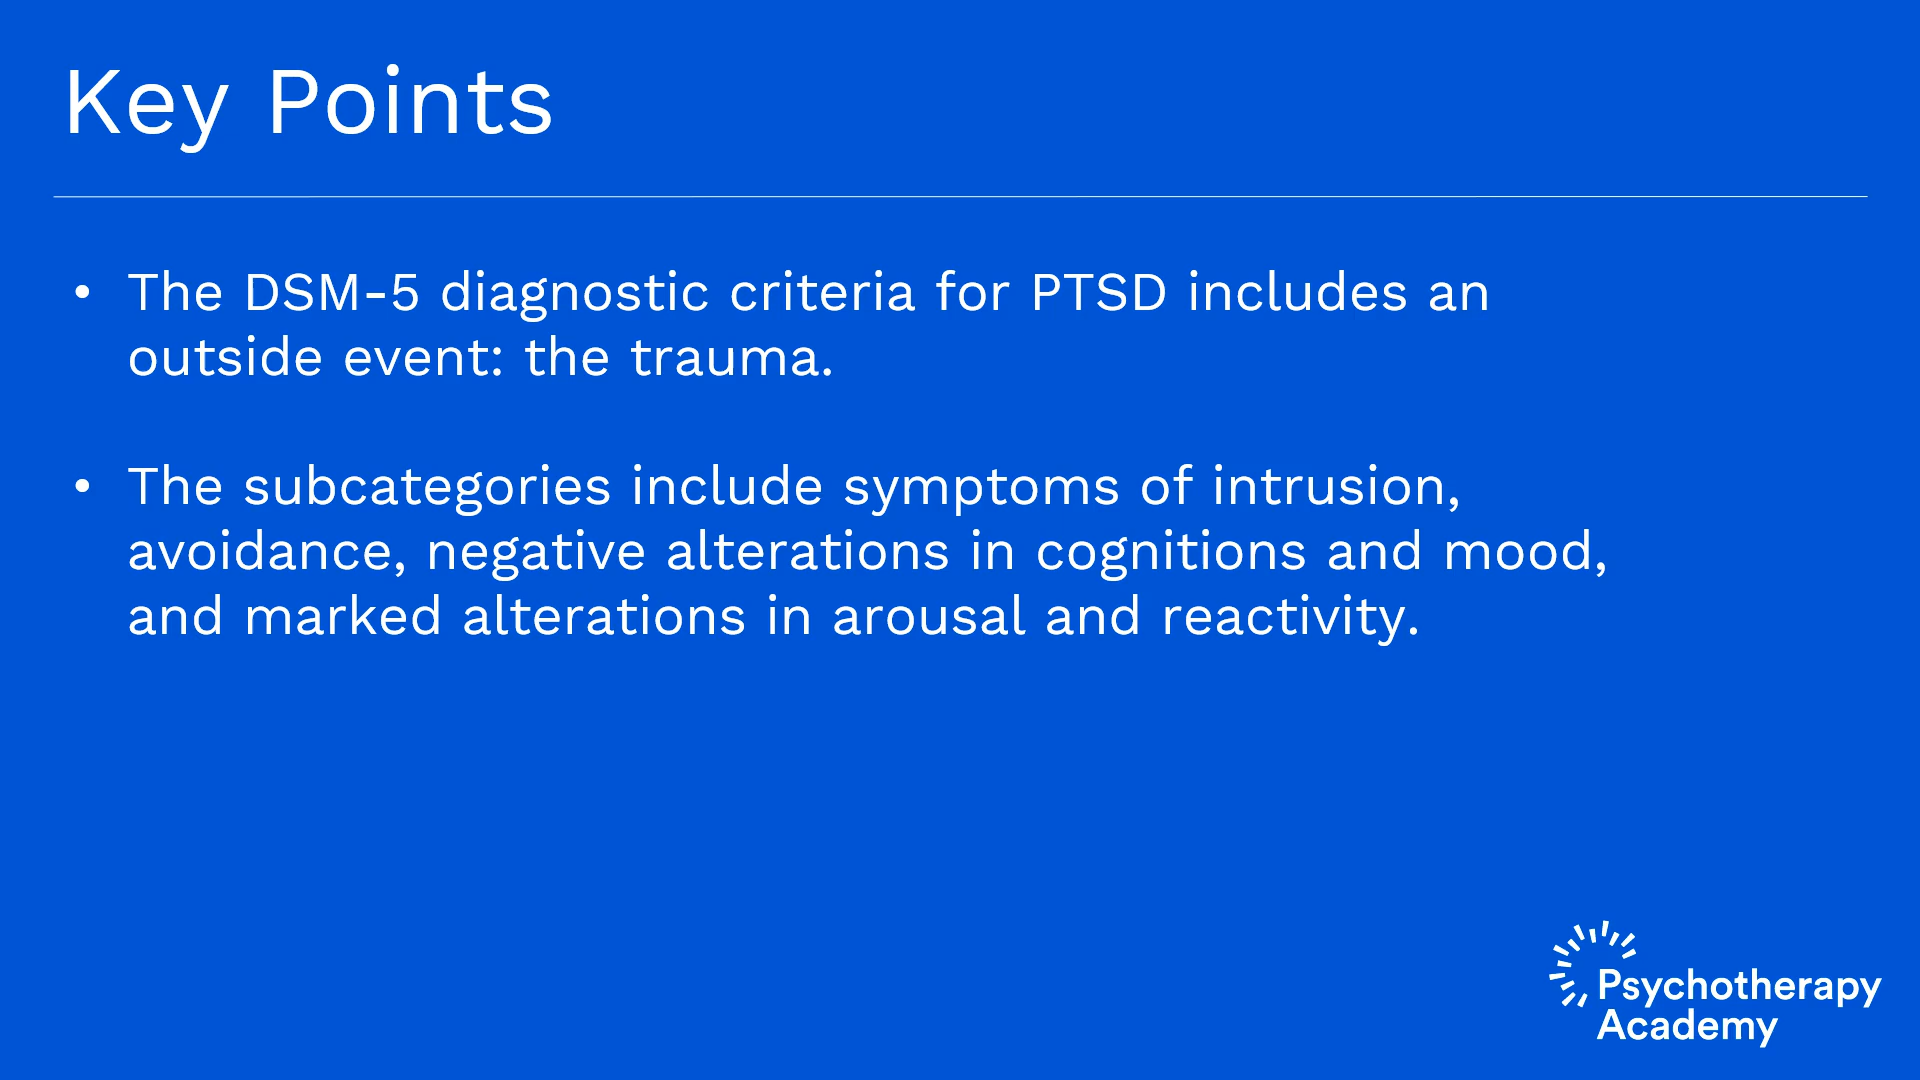 Key Points
• The DSM-5 diagnostic criteria for PTSD includes an
outside event: the trauma.
• The subcategories include symptoms of intrusion,
avoidance, negative alterations in cognitions and mood,
and marked alterations in arousal and reactivity.
Psychotherapy
Academy